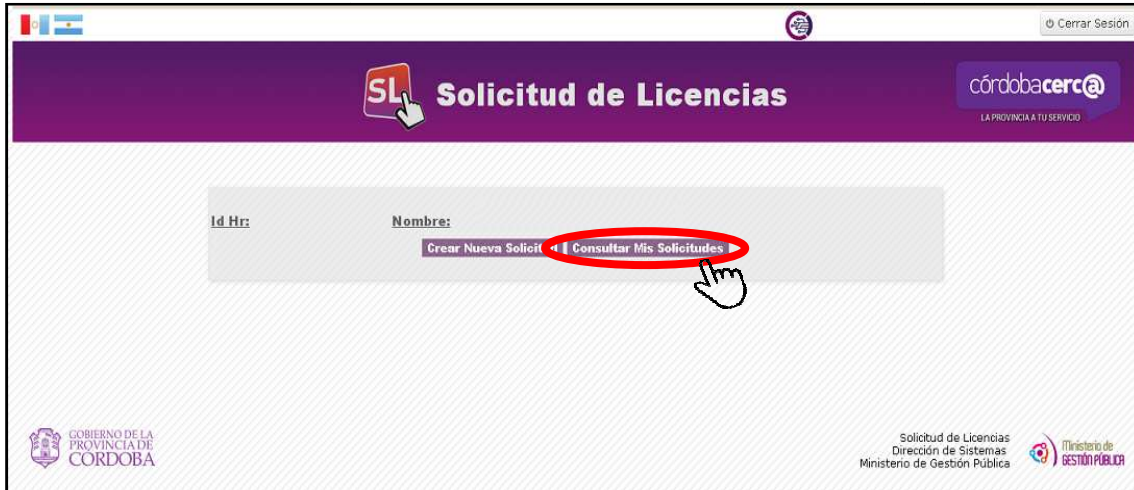 Cerrar Sesión
SL Solicitud de Licencias
córdobacerc@
LA PROVINCIA A TU SERVICIO
Id Hr: Nombre:
Crear Nueva Solicitud Consultar Mis Solicitudes
GOBIERNO DE LA
PROVINCIA DE
CORDOBA
Solicitud de Licencias
Dirección de Sistemas
Ministerio de Gestión Pública
Ministerio de
GESTIÓN PÚBLICA